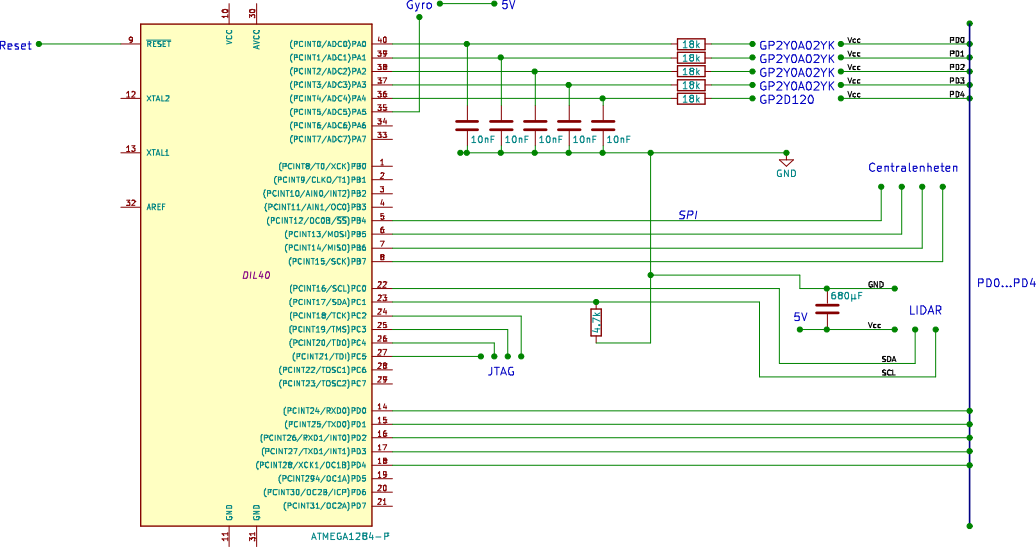 Gyro 5V
Reset
9 RESET
10 VCC
30 AVCC
12 XTAL2
13 XTAL1
32 AREF
11 GND
31 GND
DIL40
ATMEGA1284-P
(PCINT0/ADC0)PA0 40
(PCINT1/ADC1)PA1 39
(PCINT2/ADC2)PA2 38
(PCINT3/ADC3)PA3 37
(PCINT4/ADC4)PA4 36
(PCINT5/ADC5)PA5 35
(PCINT6/ADC6)PA6 34
(PCINT7/ADC7)PA7 33
(PCINT8/T0/XCK)PB0 1
(PCINT9/CLKO/T1)PB1 2
(PCINT10/AIN0/INT2)PB2 3
(PCINT11/AIN1/OC0)PB3 4
(PCINT12/OC0B/SS)PB4 5
(PCINT13/MOSI)PB5 6
(PCINT14/MISO)PB6 7
(PCINT15/SCK)PB7 8
(PCINT16/SCL)PC0 22
(PCINT17/SDA)PC1 23
(PCINT18/TCK)PC2 24
(PCINT19/TMS)PC3 25
(PCINT20/TDO)PC4 26
(PCINT21/TDI)PC5 27
(PCINT22/TOSC1)PC6 28
(PCINT23/TOSC2)PC7 29
(PCINT24/RXD0)PD0 14
(PCINT25/TXD0)PD1 15
(PCINT26/RXD1/INT0)PD2 16
(PCINT27/TXD1/INT1)PD3 17
(PCINT28/XCK1/OC1B)PD4 18
(PCINT294/OC1A)PD5 19
(PCINT30/OC2B/ICP)PD6 20
(PCINT31/OC2A)PD7 21
18k GP2Y0A02YK Vcc PD0
18k GP2Y0A02YK Vcc PD1
18k GP2Y0A02YK Vcc PD2
18k GP2Y0A02YK Vcc PD3
18k GP2D120 Vcc PD4
10nF 10nF 10nF 10nF 10nF
GND
Centralenheten
SPI
GND
PD0...PD4
680µF
4.7k
5V
LIDAR
Vcc
SDA
SCL
JTAG